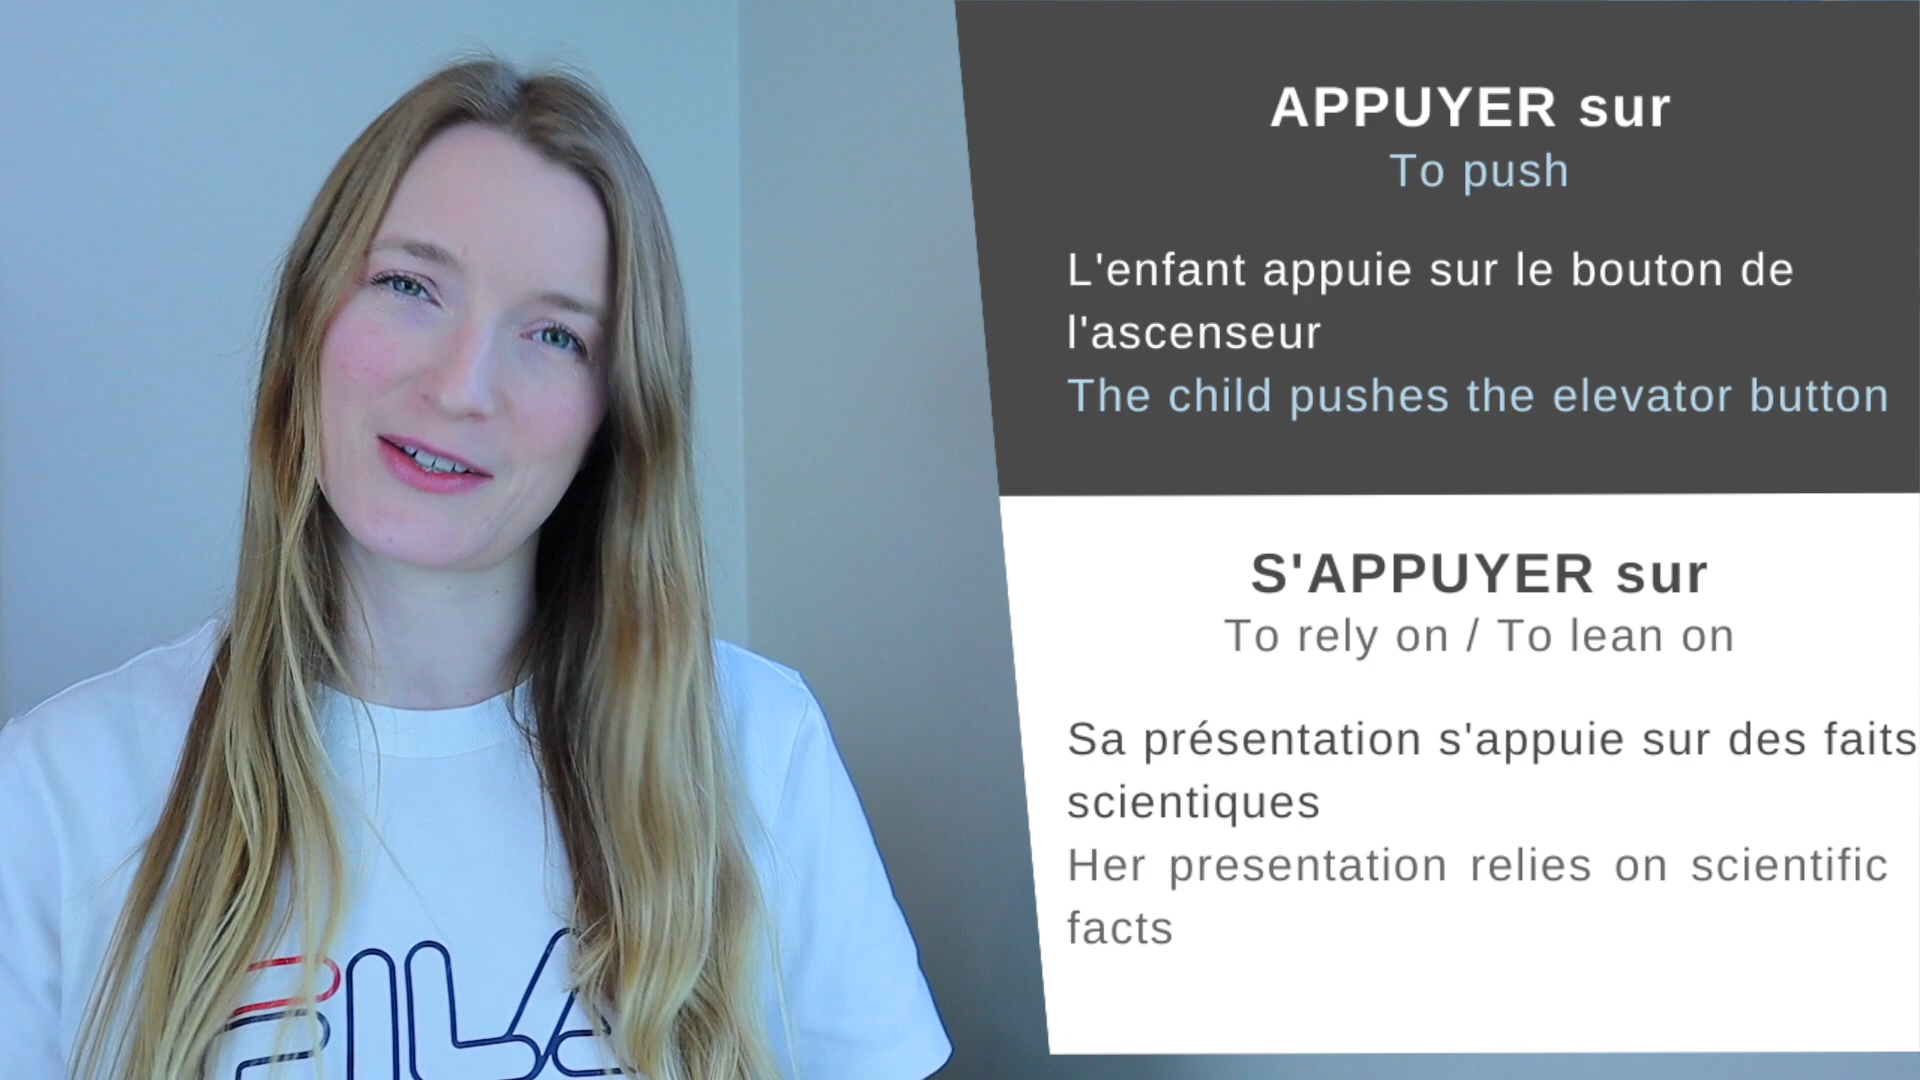 APPUYER sur
To push
L'enfant appuie sur le bouton de
l'ascenseur
The child pushes the elevator button
S'APPUYER sur
To rely on / To lean on
Sa présentation s'appuie sur des faits
scientiques
Her presentation relies on scientific
facts
FILA